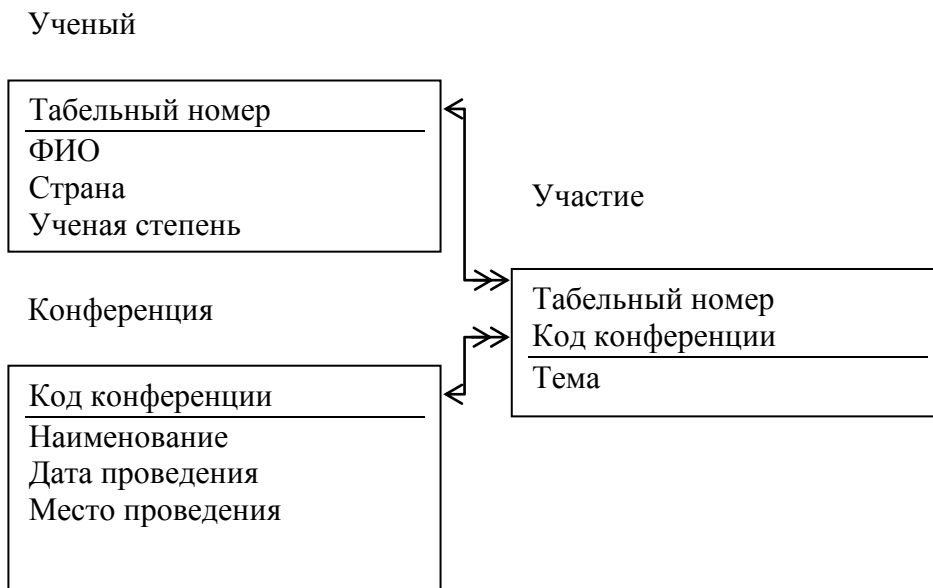 Ученый
Табельный номер
ФИО
Страна
Ученая степень
Конференция
Код конференции
Наименование
Дата проведения
Место проведения
Участие
Табельный номер
Код конференции
Тема